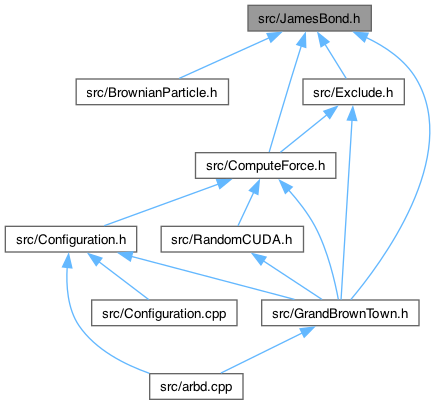 src/JamesBond.h
src/BrownianParticle.h
src/Exclude.h
src/ComputeForce.h
src/Configuration.h
src/RandomCUDA.h
src/Configuration.cpp
src/GrandBrownTown.h
src/arbd.cpp